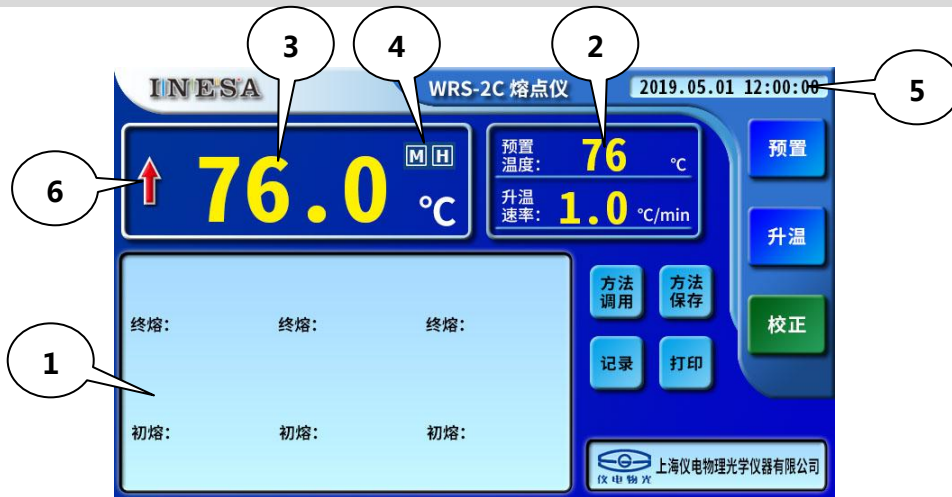 3
4
2
INESA
WRS-2C 熔点仪
2019.05.01 12:00:00
5
6
76.0
M H
℃
预置
温度:
76
℃
升温
速率:
1.0
℃/min
预置
升温
校正
方法
调用
方法
保存
记录
打印
1
终熔:
终熔:
终熔:
初熔:
初熔:
初熔:
仪电物光
上海仪电物理光学仪器有限公司